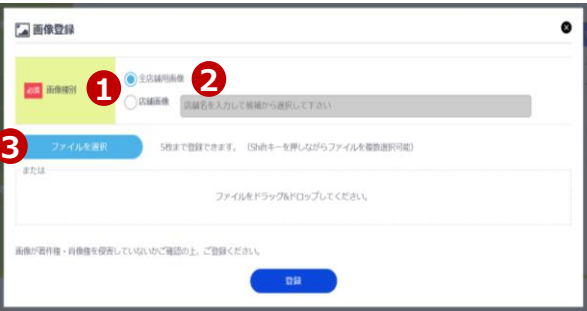 画像登録
必須 画像種別
1
全店舗用画像
2
店舗画像
店舗名を入力して候補から選択して下さい
3
ファイルを選択
5枚まで登録できます。（Shiftキーを押しながらファイルを複数選択可能）
または
ファイルをドラッグ&ドロップしてください。
画像が著作権・肖像権を侵害していないかご確認の上、ご登録ください。
登録